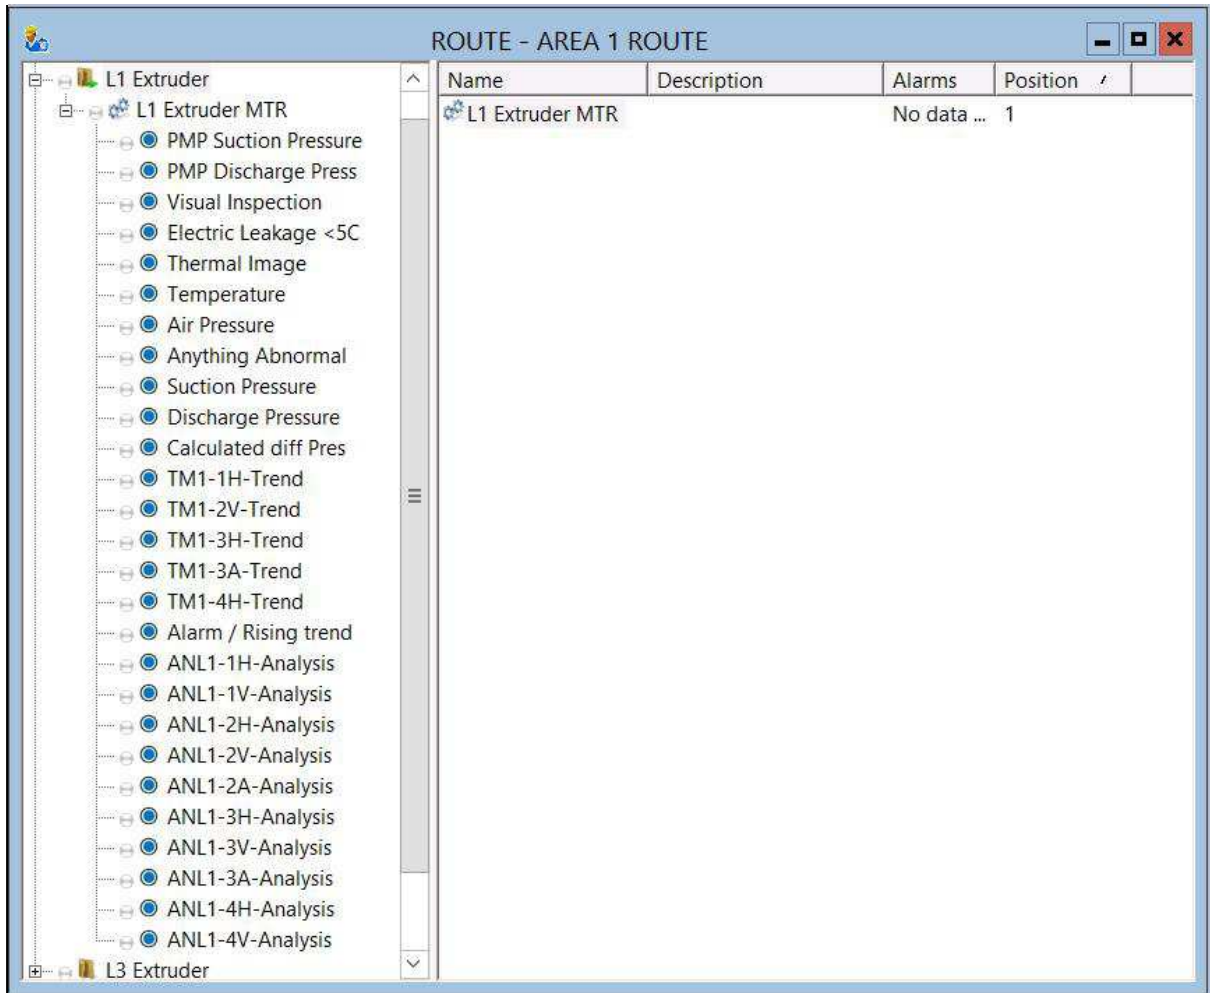 ROUTE - AREA 1 ROUTE
L1 Extruder
L1 Extruder MTR
PMP Suction Pressure
PMP Discharge Press
Visual Inspection
Electric Leakage <5C
Thermal Image
Temperature
Air Pressure
Anything Abnormal
Suction Pressure
Discharge Pressure
Calculated diff Pres
TM1-1H-Trend
TM1-2V-Trend
TM1-3H-Trend
TM1-3A-Trend
TM1-4H-Trend
Alarm / Rising trend
ANL1-1H-Analysis
ANL1-1V-Analysis
ANL1-2H-Analysis
ANL1-2V-Analysis
ANL1-2A-Analysis
ANL1-3H-Analysis
ANL1-3V-Analysis
ANL1-3A-Analysis
ANL1-4H-Analysis
ANL1-4V-Analysis
L3 Extruder
Name Description Alarms Position
L1 Extruder MTR No data ... 1